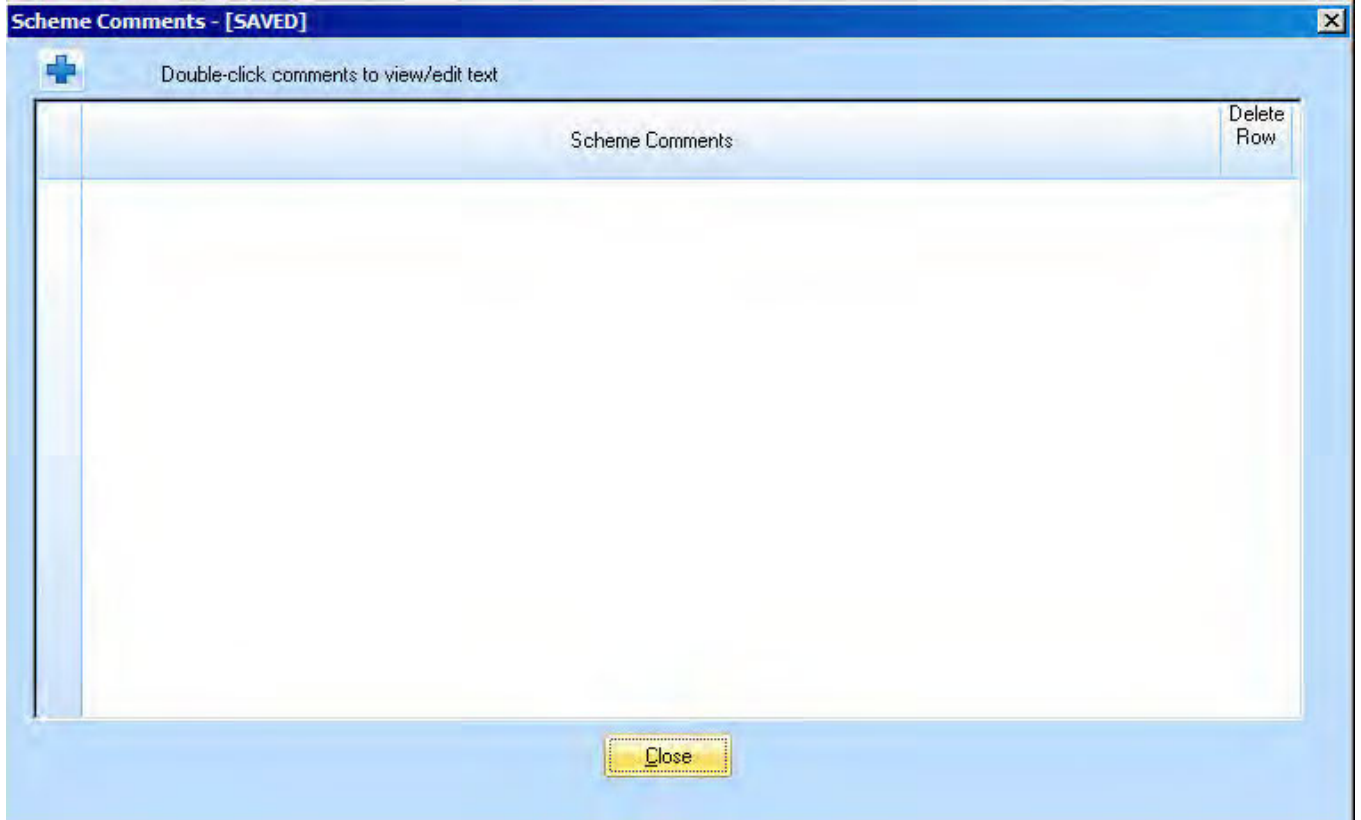 Scheme Comments - [SAVED]
Double-click comments to view/edit text
Scheme Comments
Delete
Row
Close